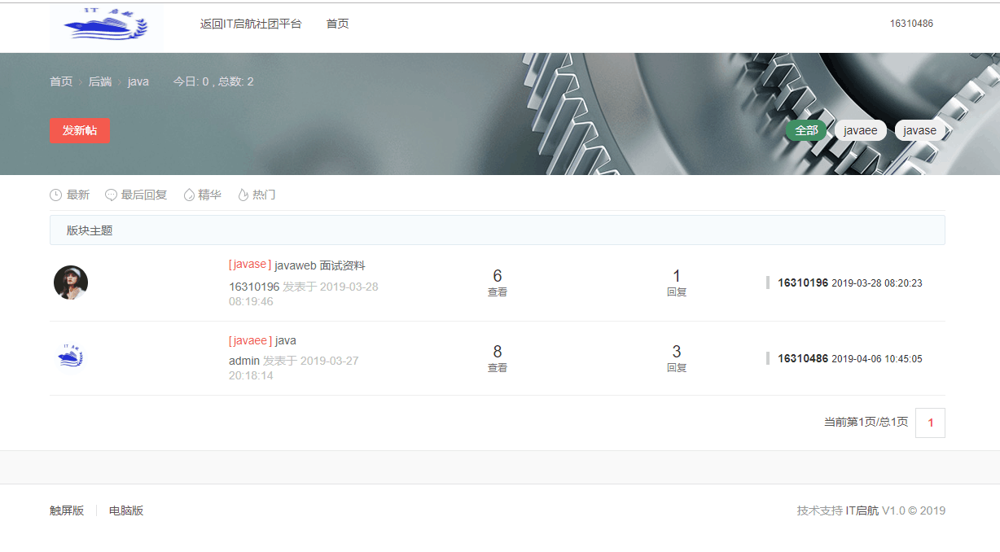 IT 启航
返回IT启航社团平台 首页 16310486
首页 > 后端 > java 今日: 0 , 总数: 2
发新帖 全部 javaee javase
最新 最后回复 精华 热门
版块主题
[ javase ] javaweb 面试资料
16310196 发表于 2019-03-28
08:19:46
6
查看
1
回复
16310196 2019-03-28 08:20:23
IT 启航
[ javaee ] java
admin 发表于 2019-03-27
20:18:14
8
查看
3
回复
16310486 2019-04-06 10:45:05
当前第1页/总1页 1
触屏版 电脑版 技术支持 IT启航 V1.0 © 2019